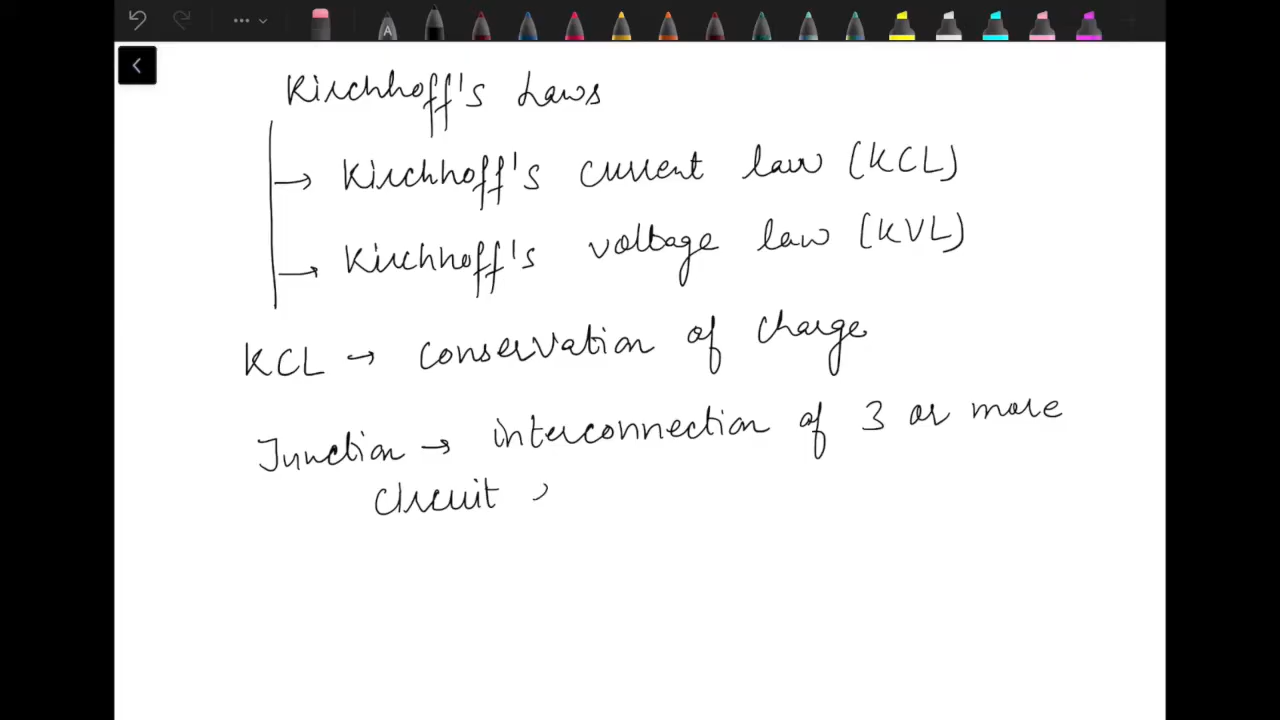 Kirchhoff's Laws
→ Kirchhoff's current law (KCL)
→ Kirchhoff's voltage law (KVL)
KCL → conservation of charge
Junction → interconnection of 3 or more
circuit